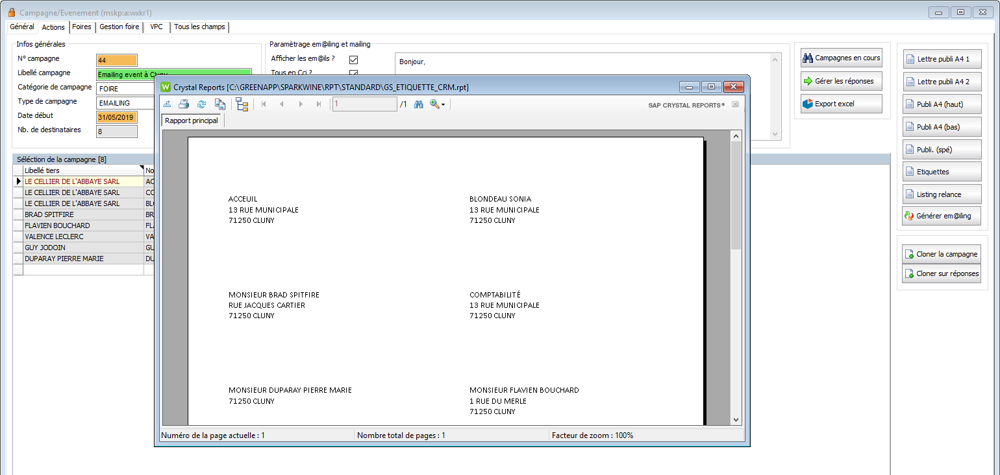 Campagne/Evenement (mskp:a:wxkr1)
Général Actions Foires Gestion foire VPC Tous les champs
Infos générales
N° campagne 44
Libellé campagne Emailing event à Cluny
Catégorie de campagne FOIRE
Type de campagne EMAILING
Date début 31/05/2019
Nb. de destinataires 8
Paramètrage em@iling et mailing
Afficher les em@ils ?
Tous en Cci ?
Bonjour,
Campagnes en cours
Gérer les réponses
Export excel
Lettre publi A4 1
Lettre publi A4 2
Publi A4 (haut)
Publi A4 (bas)
Publi. (spé)
Etiquettes
Listing relance
Générer em@iling
Cloner la campagne
Cloner sur réponses
Séléction de la campagne [8]
Libellé tiers No
LE CELLIER DE L'ABBAYE SARL AC
LE CELLIER DE L'ABBAYE SARL CO
LE CELLIER DE L'ABBAYE SARL BL
BRAD SPITFIRE BR
FLAVIEN BOUCHARD FL
VALENCE LECLERC VA
GUY JODOIN GU
DUPARAY PIERRE MARIE DU
Crystal Reports [C:\GREENAPP\SPARKWINE\RPT\STANDARD\GS_ETIQUETTE_CRM.rpt]
1 /1 SAP CRYSTAL REPORTS®
Rapport principal
ACCEUIL
13 RUE MUNICIPALE
71250 CLUNY
BLONDEAU SONIA
13 RUE MUNICIPALE
71250 CLUNY
MONSIEUR BRAD SPITFIRE
RUE JACQUES CARTIER
71250 CLUNY
COMPTABILITÉ
13 RUE MUNICIPALE
71250 CLUNY
MONSIEUR DUPARAY PIERRE MARIE
71250 CLUNY
MONSIEUR FLAVIEN BOUCHARD
1 RUE DU MERLE
71250 CLUNY
Numéro de la page actuelle : 1 Nombre total de pages : 1 Facteur de zoom : 100%